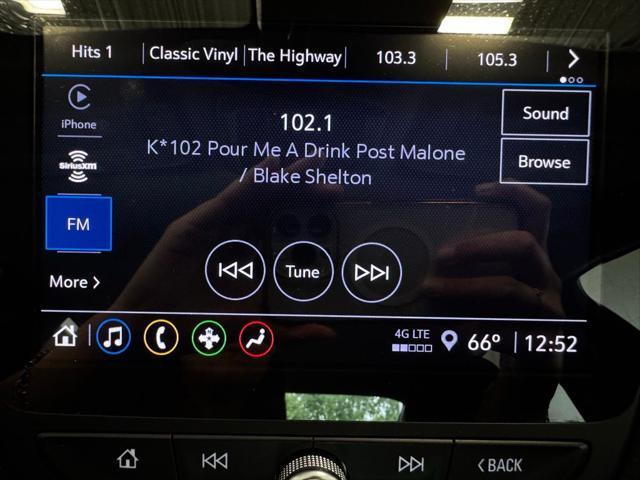 Hits 1 Classic Vinyl The Highway 103.3 105.3
iPhone
102.1
Sound
K*102 Pour Me A Drink Post Malone
/ Blake Shelton
Browse
SiriusXM
FM
Tune
More
4G LTE
66° 12:52
BACK